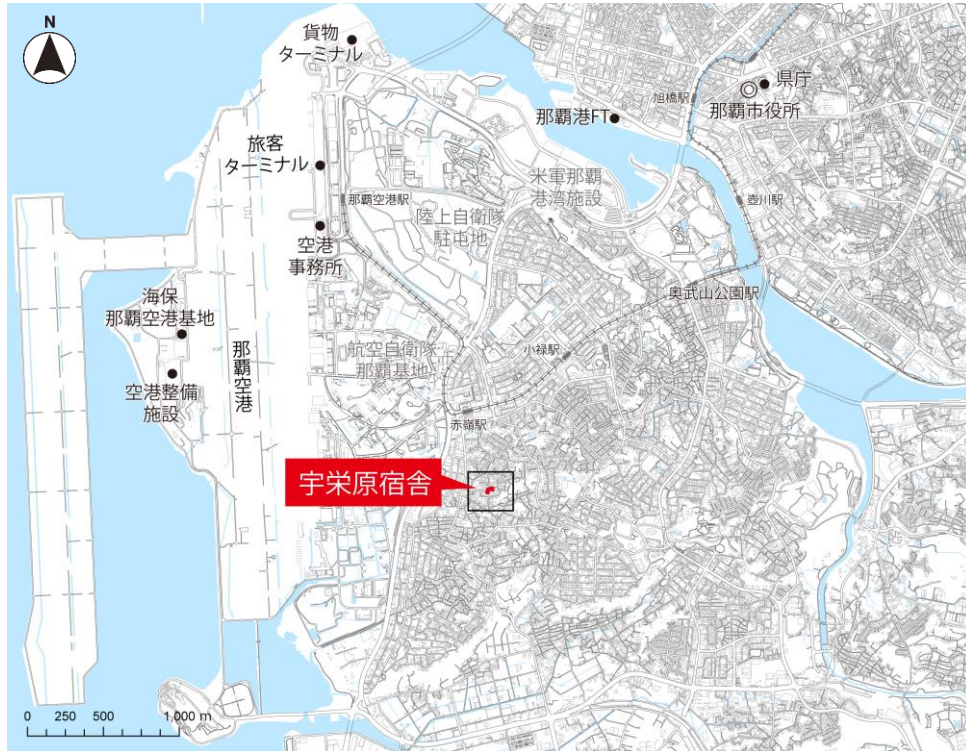 N
貨物
ターミナル
県庁
旭橋駅
那覇市役所
那覇港FT
旅客
ターミナル
米軍那覇
港湾施設
那覇空港駅
壺川駅
陸上自衛隊
駐屯地
空港
事務所
奥武山公園駅
海保
那覇空港基地
小禄駅
航空自衛隊
那覇基地
那覇空港
空港整備
施設
赤嶺駅
宇栄原宿舎
0 250 500 1,000 m